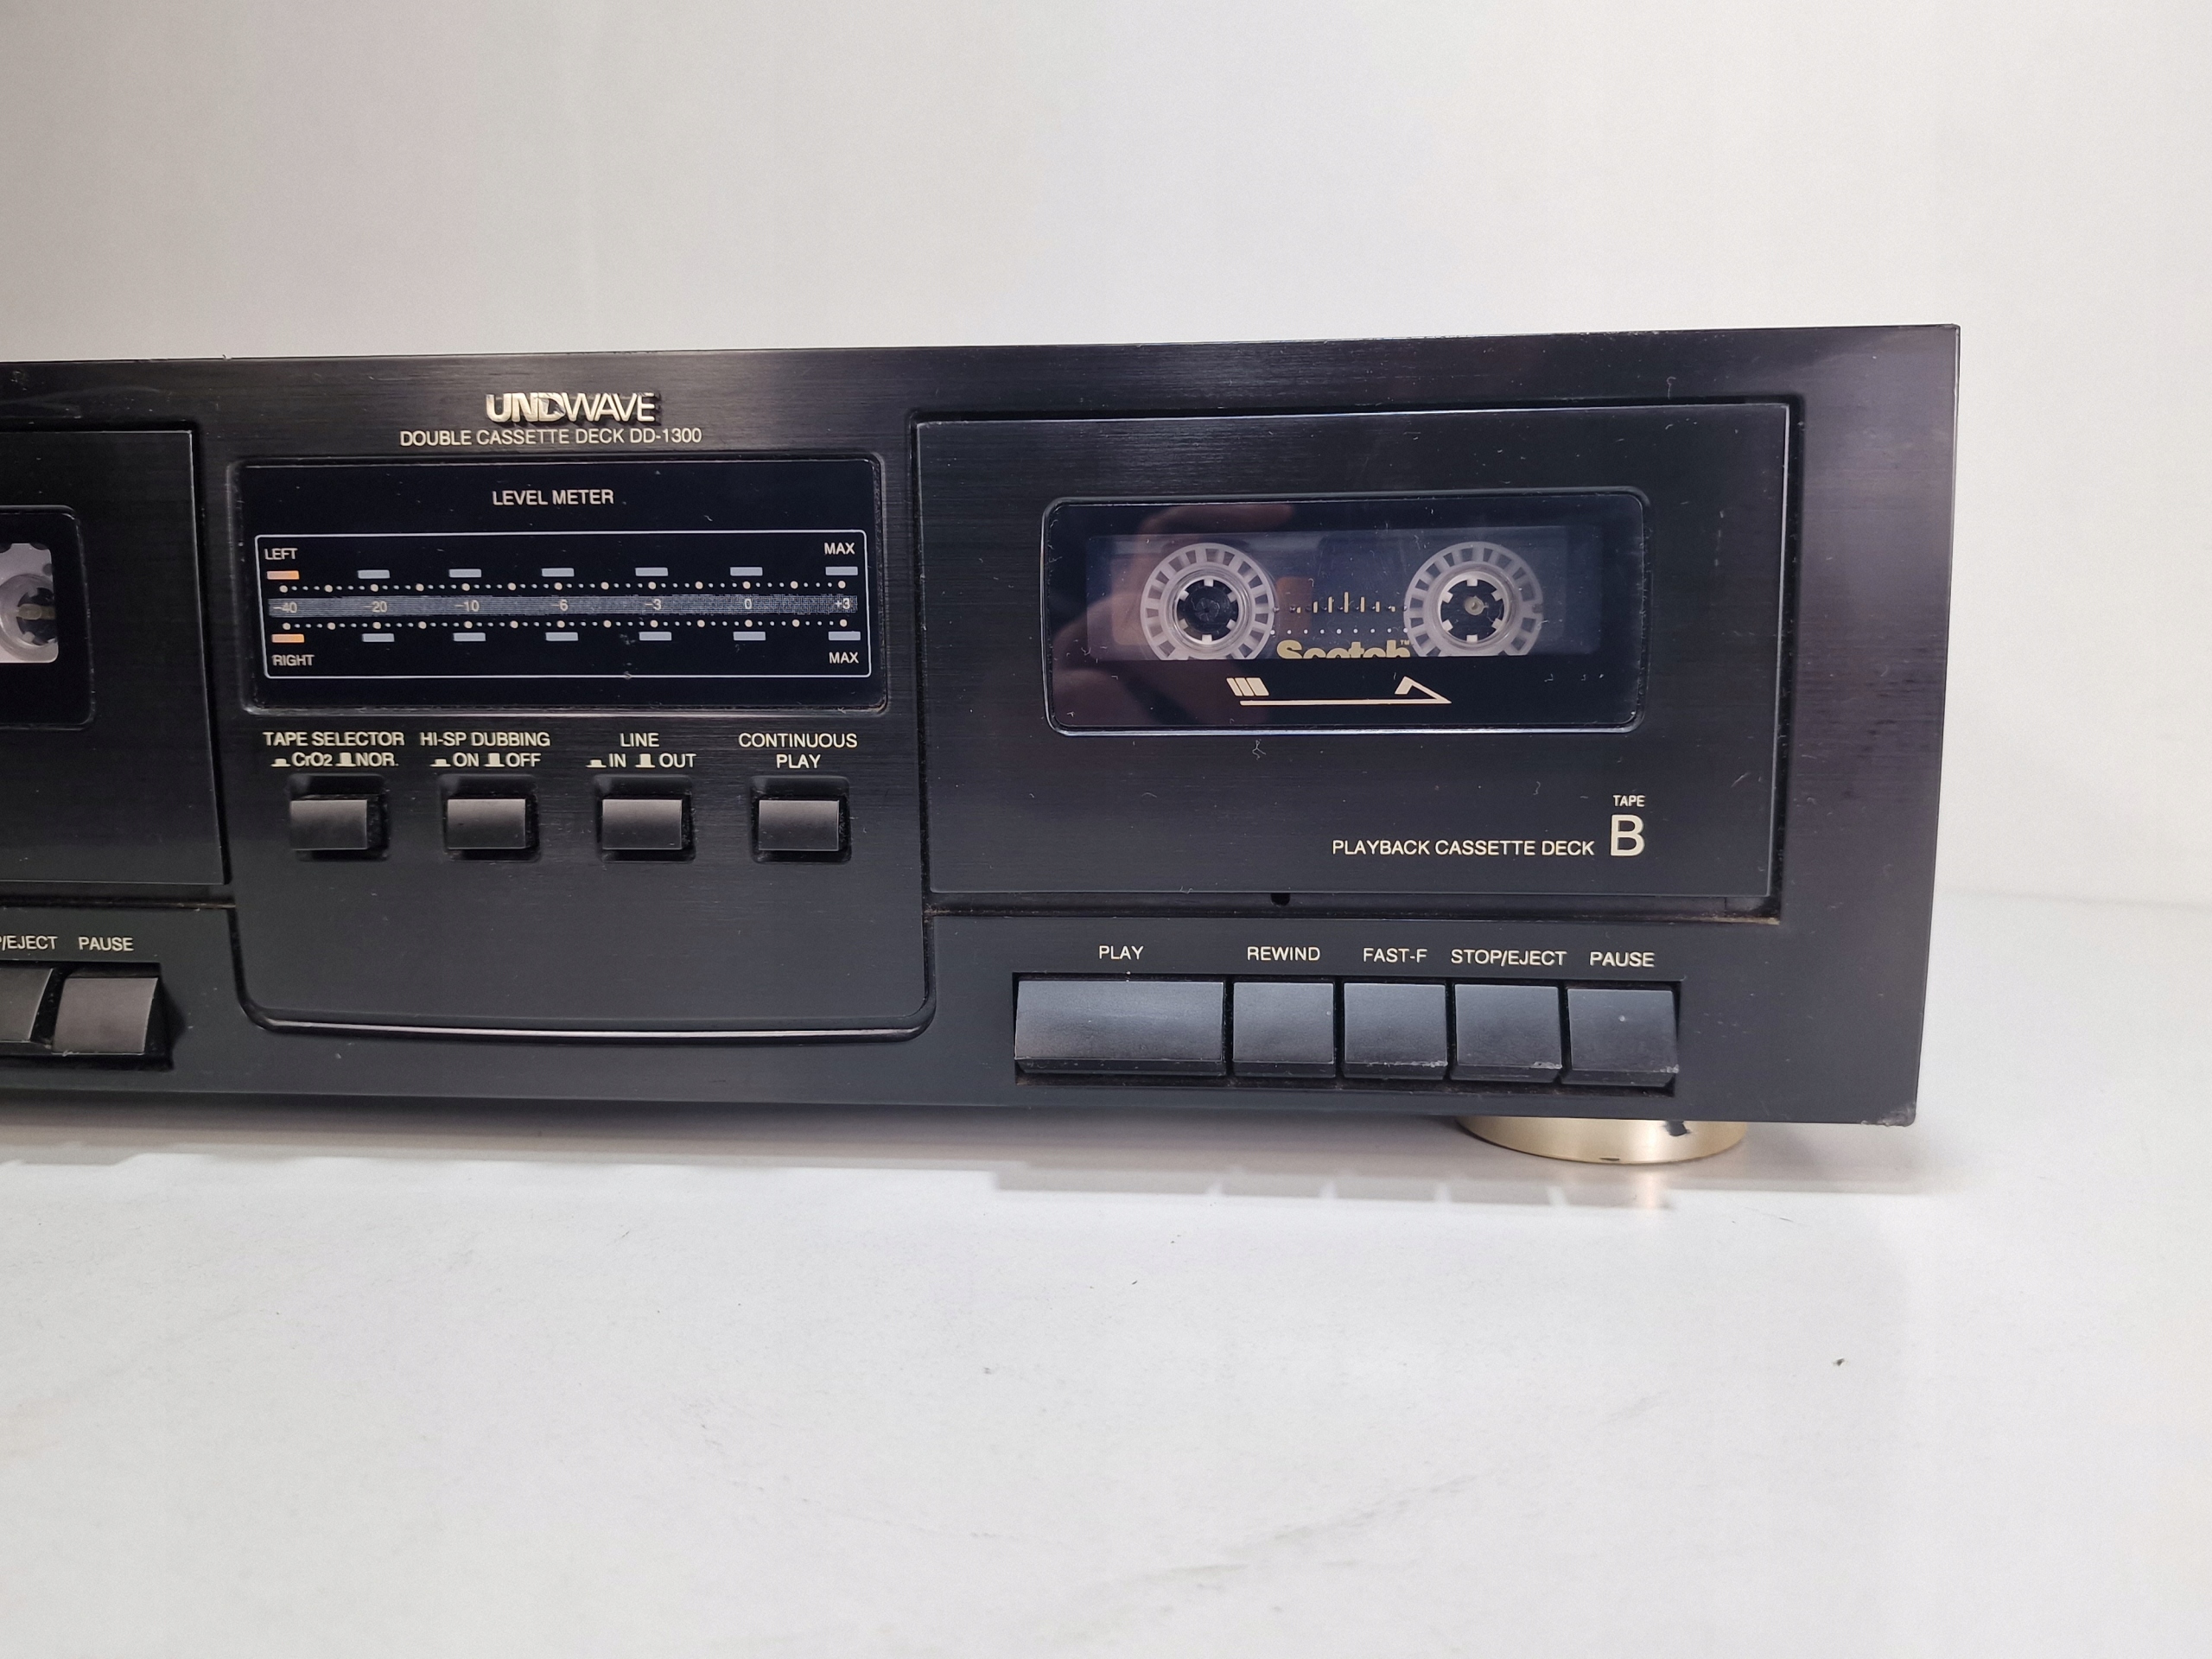 UNDWAVE
DOUBLE CASSETTE DECK DD-1300
LEVEL METER
LEFT MAX
-40 -20 -10 -6 -3 0 +3
RIGHT MAX
TAPE SELECTOR HI-SP DUBBING LINE CONTINUOUS
CrO2 NOR. ON OFF IN OUT PLAY
Scotch™
TAPE
PLAYBACK CASSETTE DECK B
/EJECT PAUSE
PLAY REWIND FAST-F STOP/EJECT PAUSE